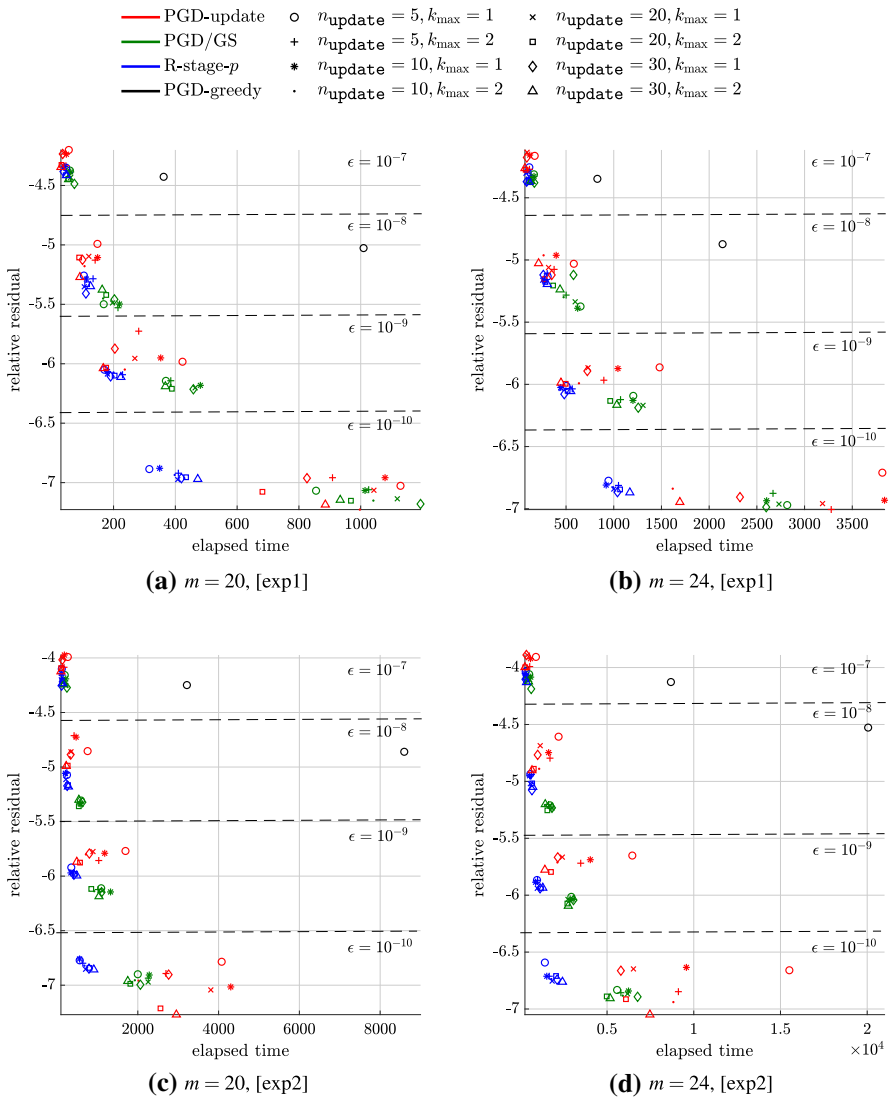 PGD-update ○ n_update = 5, k_max = 1 × n_update = 20, k_max = 1
PGD/GS + n_update = 5, k_max = 2 □ n_update = 20, k_max = 2
R-stage-p * n_update = 10, k_max = 1 ◇ n_update = 30, k_max = 1
PGD-greedy · n_update = 10, k_max = 2 △ n_update = 30, k_max = 2
relative residual
-4.5
-5
-5.5
-6
-6.5
-7
ϵ = 10^-7
ϵ = 10^-8
ϵ = 10^-9
ϵ = 10^-10
200 400 600 800 1000
elapsed time
(a) m = 20, [exp1]
relative residual
-4.5
-5
-5.5
-6
-6.5
-7
ϵ = 10^-7
ϵ = 10^-8
ϵ = 10^-9
ϵ = 10^-10
500 1000 1500 2000 2500 3000 3500
elapsed time
(b) m = 24, [exp1]
relative residual
-4
-4.5
-5
-5.5
-6
-6.5
-7
ϵ = 10^-7
ϵ = 10^-8
ϵ = 10^-9
ϵ = 10^-10
2000 4000 6000 8000
elapsed time
(c) m = 20, [exp2]
relative residual
-4
-4.5
-5
-5.5
-6
-6.5
-7
ϵ = 10^-7
ϵ = 10^-8
ϵ = 10^-9
ϵ = 10^-10
0.5 1 1.5 2
×10^4
elapsed time
(d) m = 24, [exp2]